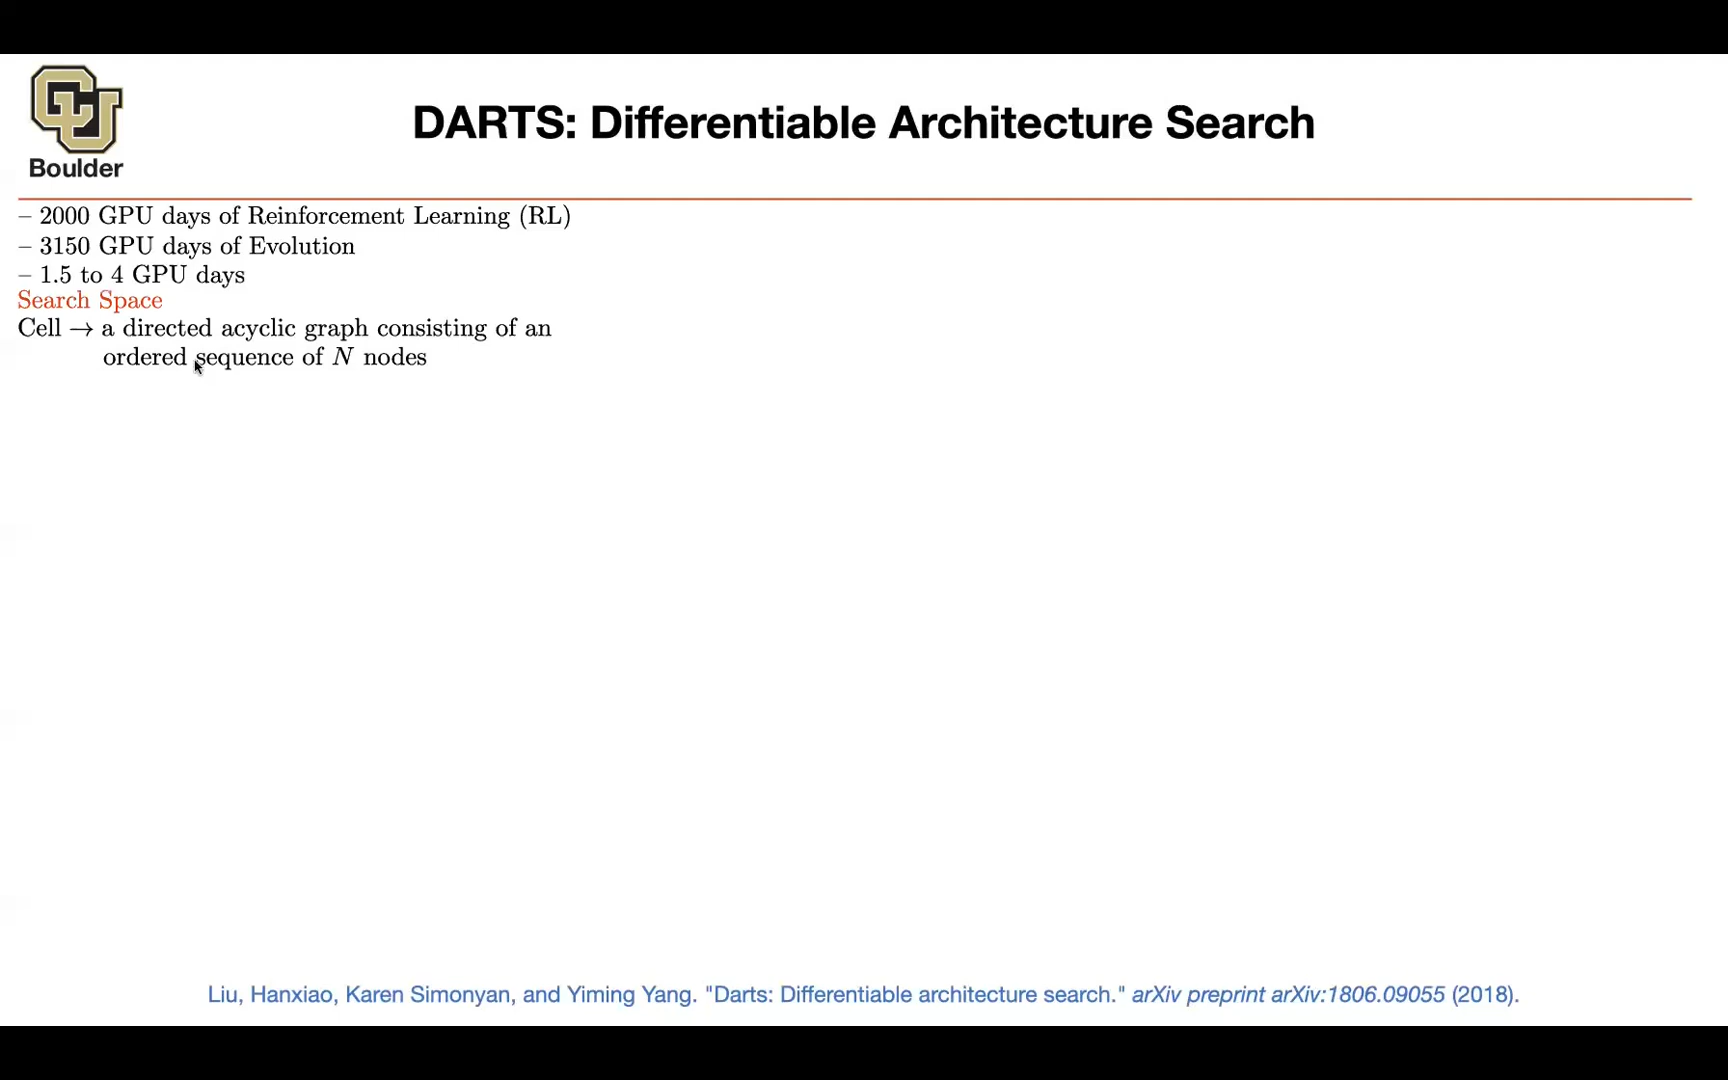 CU
Boulder
DARTS: Differentiable Architecture Search
– 2000 GPU days of Reinforcement Learning (RL)
– 3150 GPU days of Evolution
– 1.5 to 4 GPU days
Search Space
Cell → a directed acyclic graph consisting of an
ordered sequence of N nodes
Liu, Hanxiao, Karen Simonyan, and Yiming Yang. "Darts: Differentiable architecture search." arXiv preprint arXiv:1806.09055 (2018).